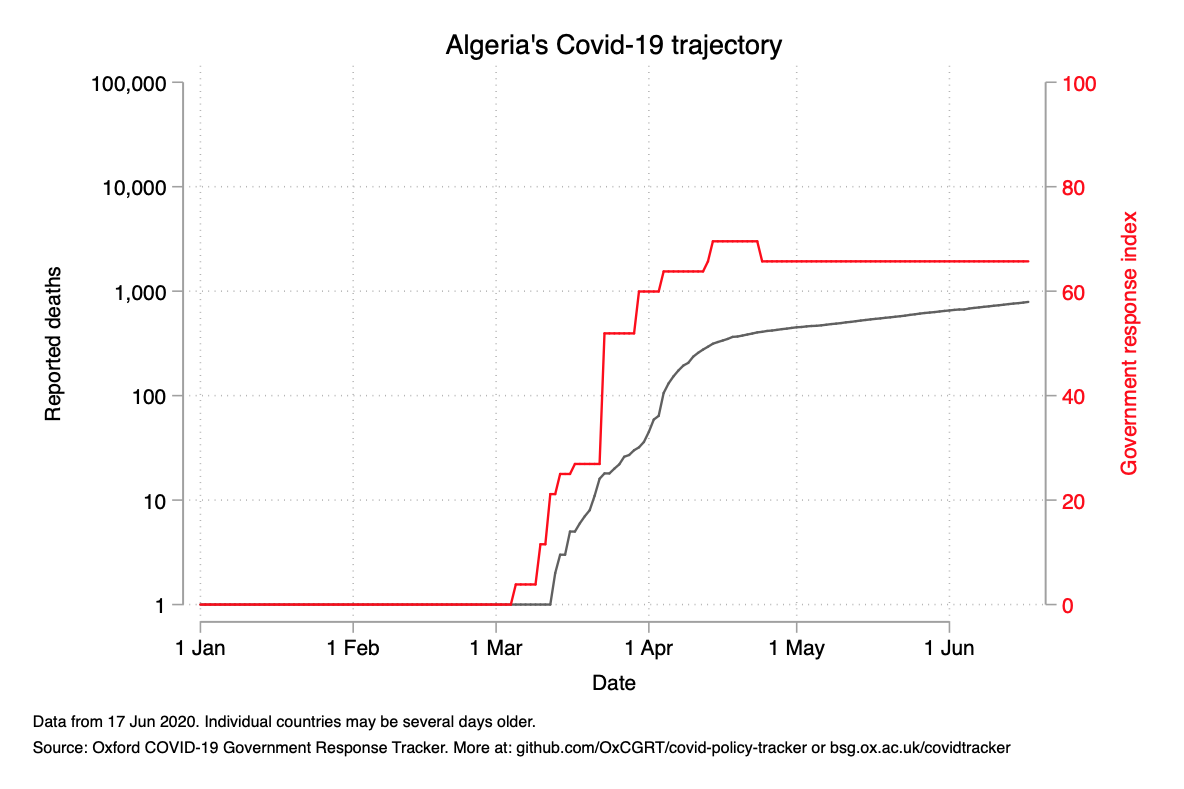 Algeria's Covid-19 trajectory
100,000
10,000
1,000
100
10
1
Reported deaths
100
80
60
40
20
0
Government response index
1 Jan
1 Feb
1 Mar
1 Apr
1 May
1 Jun
Date
Data from 17 Jun 2020. Individual countries may be several days older.
Source: Oxford COVID-19 Government Response Tracker. More at: github.com/OxCGRT/covid-policy-tracker or bsg.ox.ac.uk/covidtracker